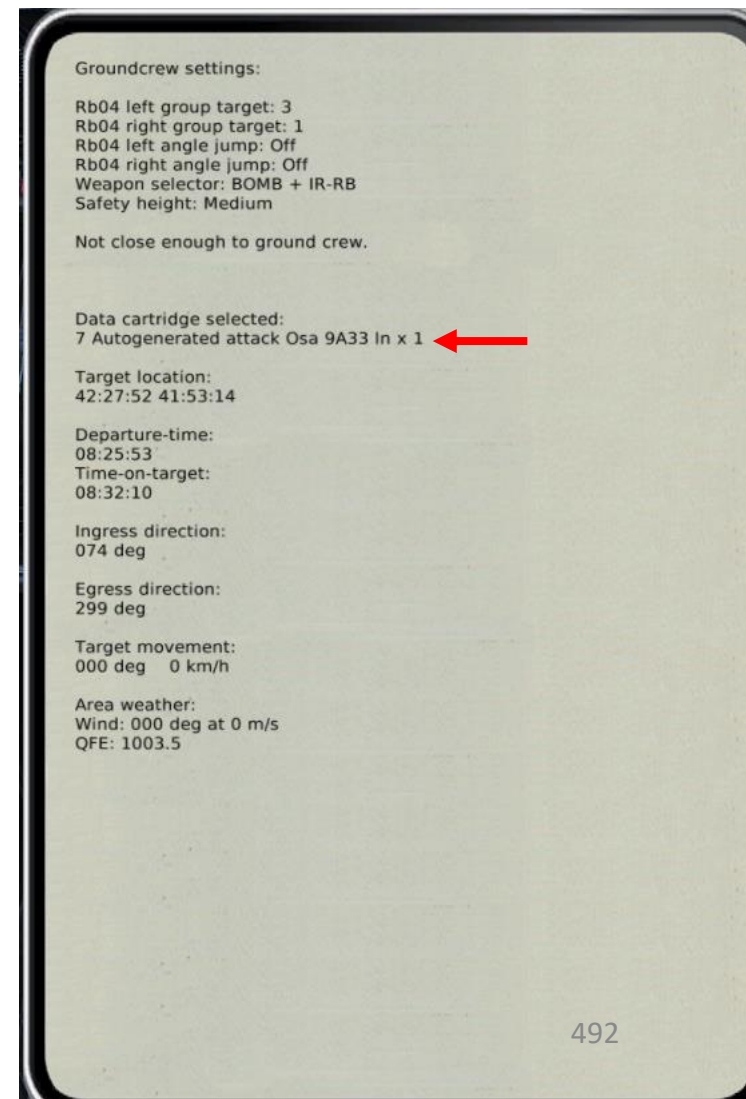 Groundcrew settings:
Rb04 left group target: 3
Rb04 right group target: 1
Rb04 left angle jump: Off
Rb04 right angle jump: Off
Weapon selector: BOMB + IR-RB
Safety height: Medium
Not close enough to ground crew.
Data cartridge selected:
7 Autogenerated attack Osa 9A33 ln x 1
Target location:
42:27:52 41:53:14
Departure-time:
08:25:53
Time-on-target:
08:32:10
Ingress direction:
074 deg
Egress direction:
299 deg
Target movement:
000 deg 0 km/h
Area weather:
Wind: 000 deg at 0 m/s
QFE: 1003.5
492